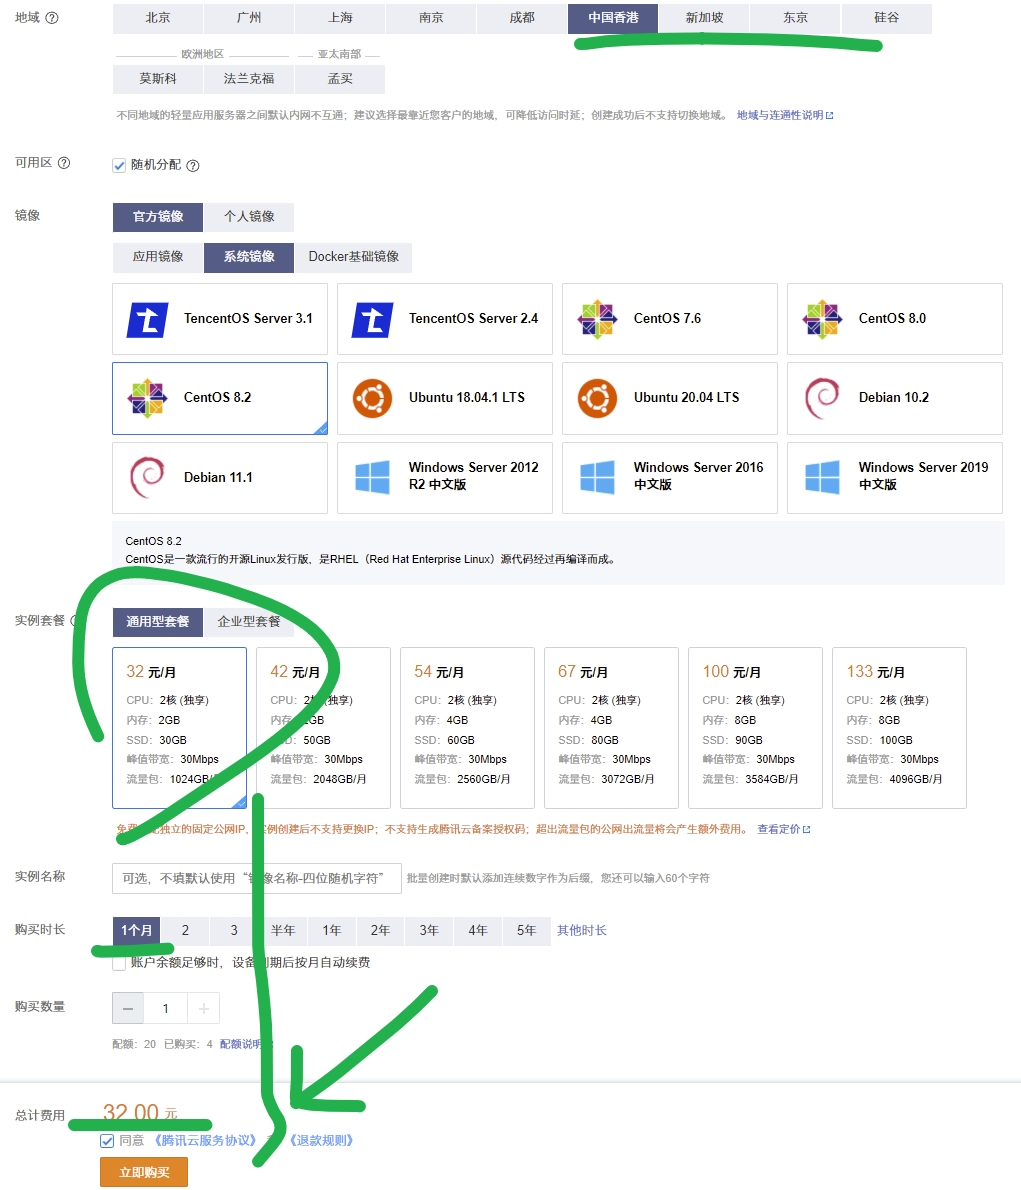 地域
北京 广州 上海 南京 成都 中国香港 新加坡 东京 硅谷
欧洲地区 亚太南部
莫斯科 法兰克福 孟买
不同地域的轻量应用服务器之间默认内网不互通；建议选择最靠近您客户的地域，可降低访问时延；创建成功后不支持切换地域。 地域与连通性说明
可用区 随机分配
镜像 官方镜像 个人镜像
应用镜像 系统镜像 Docker基础镜像
TencentOS Server 3.1 TencentOS Server 2.4 CentOS 7.6 CentOS 8.0
CentOS 8.2 Ubuntu 18.04.1 LTS Ubuntu 20.04 LTS Debian 10.2
Debian 11.1 Windows Server 2012 R2 中文版 Windows Server 2016 中文版 Windows Server 2019 中文版
CentOS 8.2
CentOS是一款流行的开源Linux发行版，是RHEL（Red Hat Enterprise Linux）源代码经过再编译而成。
实例套餐 通用型套餐 企业型套餐
32 元/月 42 元/月 54 元/月 67 元/月 100 元/月 133 元/月
CPU：2核 (独享) CPU：2核 (独享) CPU：2核 (独享) CPU：2核 (独享) CPU：2核 (独享) CPU：2核 (独享)
内存：2GB 内存：GB 内存：4GB 内存：4GB 内存：8GB 内存：8GB
SSD：30GB 50GB SSD：60GB SSD：80GB SSD：90GB SSD：100GB
峰值带宽：30Mbps 峰值带宽：30Mbps 峰值带宽：30Mbps 峰值带宽：30Mbps 峰值带宽：30Mbps 峰值带宽：30Mbps
流量包：1024GB/月 流量包：2048GB/月 流量包：2560GB/月 流量包：3072GB/月 流量包：3584GB/月 流量包：4096GB/月
免费 独立的固定公网IP，实例创建后不支持更换IP；不支持生成腾讯云备案授权码；超出流量包的公网出流量将会产生额外费用。 查看定价
实例名称 可选，不填默认使用“镜像名称-四位随机字符” 批量创建时默认添加连续数字作为后缀，您还可以输入60个字符
购买时长 1个月 2 3 半年 1年 2年 3年 4年 5年 其他时长
账户余额足够时，设备到期后按月自动续费
购买数量 1
配额：20 已购买：4 配额说明
总计费用 32.00 元
同意 《腾讯云服务协议》 《退款规则》
立即购买